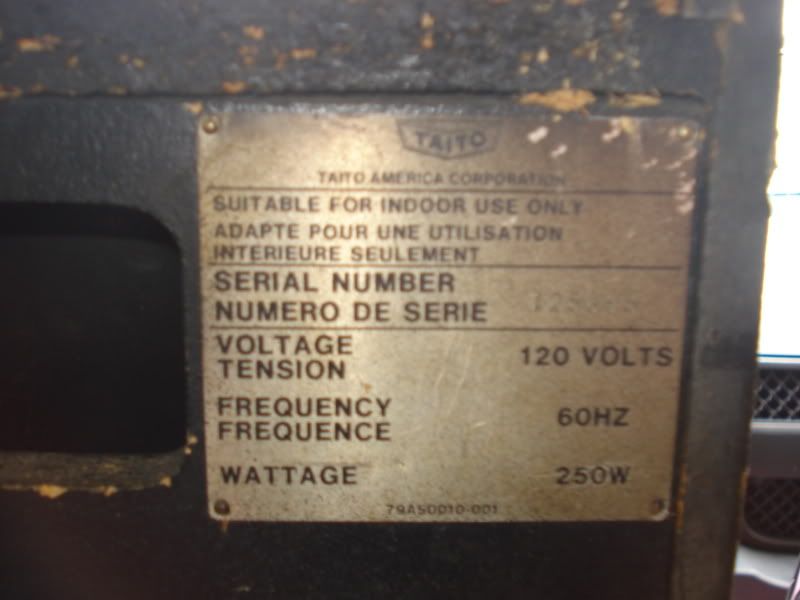 TAITO
TAITO AMERICA CORPORATION
SUITABLE FOR INDOOR USE ONLY
ADAPTE POUR UNE UTILISATION
INTERIEURE SEULEMENT
SERIAL NUMBER
NUMERO DE SERIE
VOLTAGE
TENSION 120 VOLTS
FREQUENCY
FREQUENCE 60HZ
WATTAGE 250W
79A50010-001